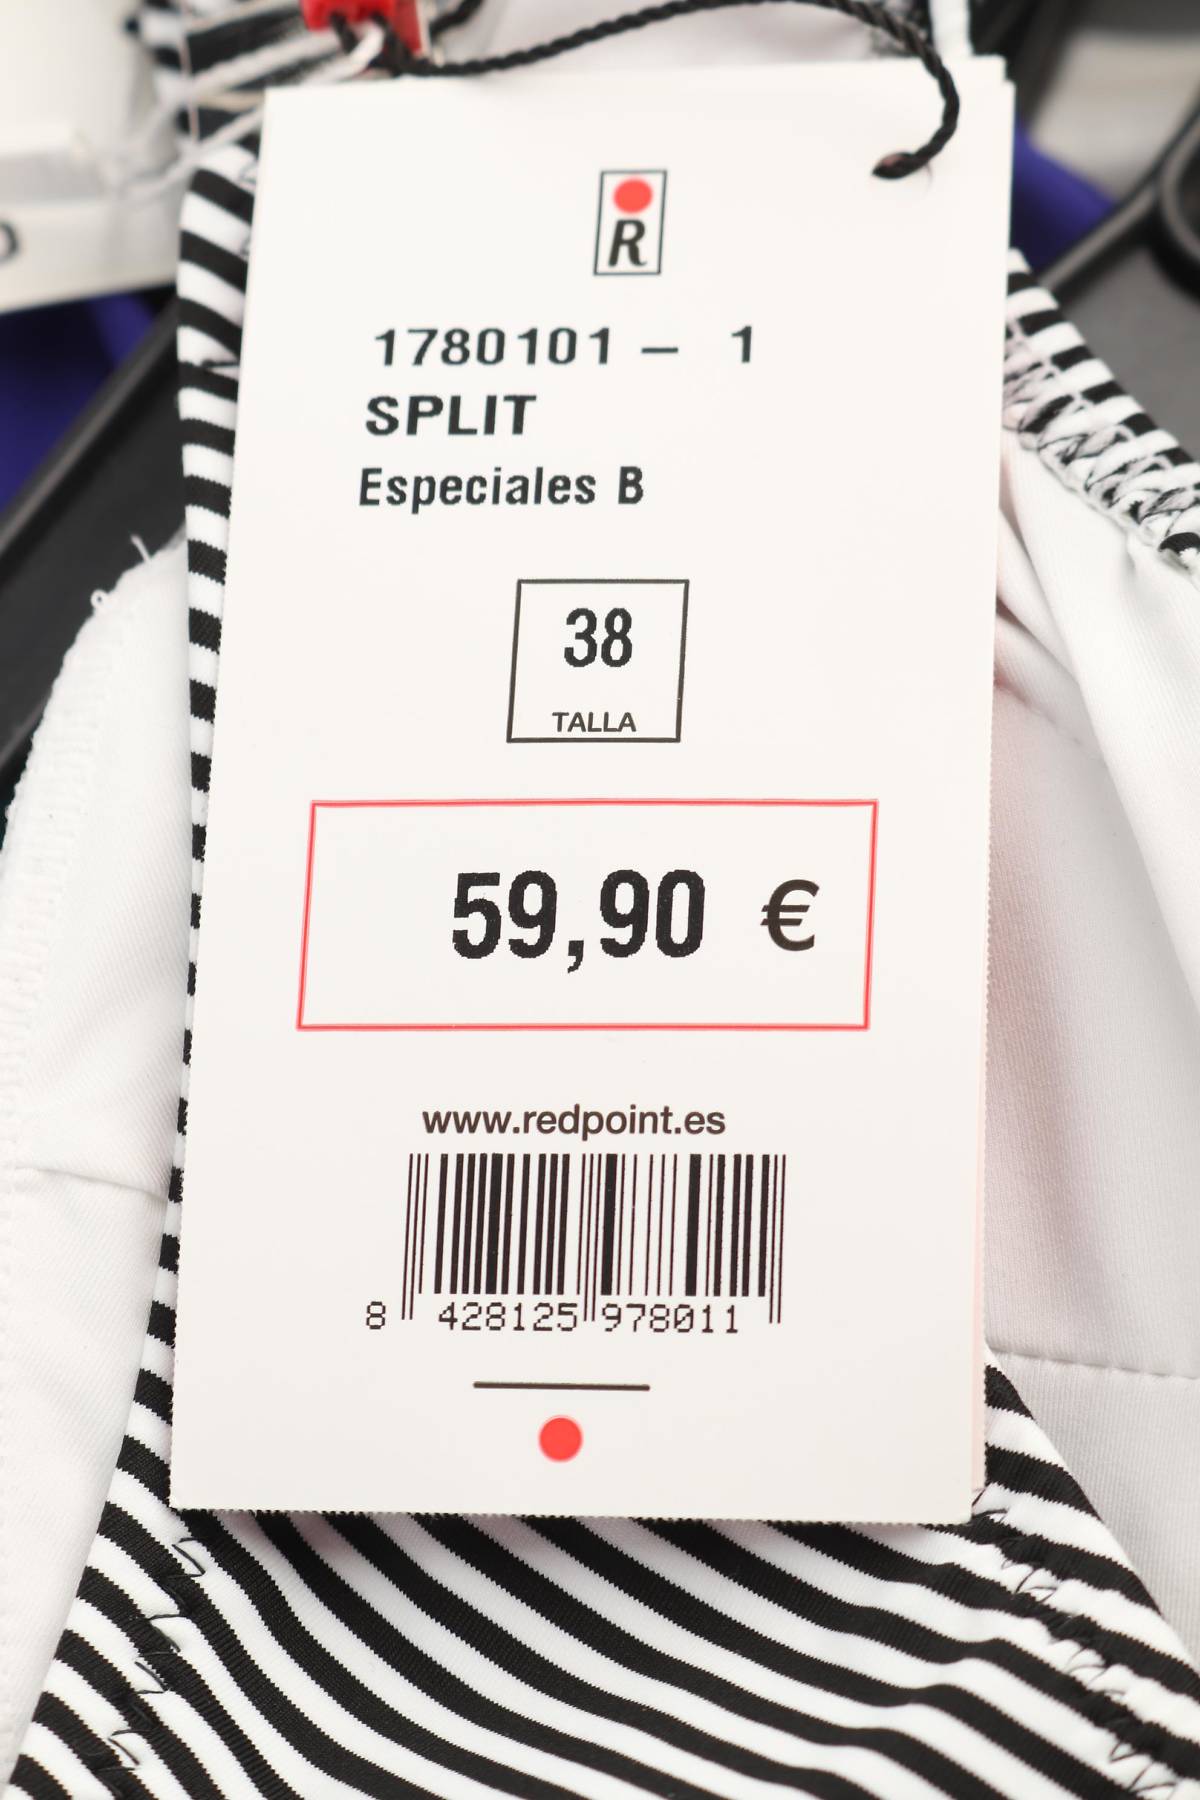 R
1780101 - 1
SPLIT
Especiales B
38
TALLA
59,90 €
www.redpoint.es
8 428125 978011